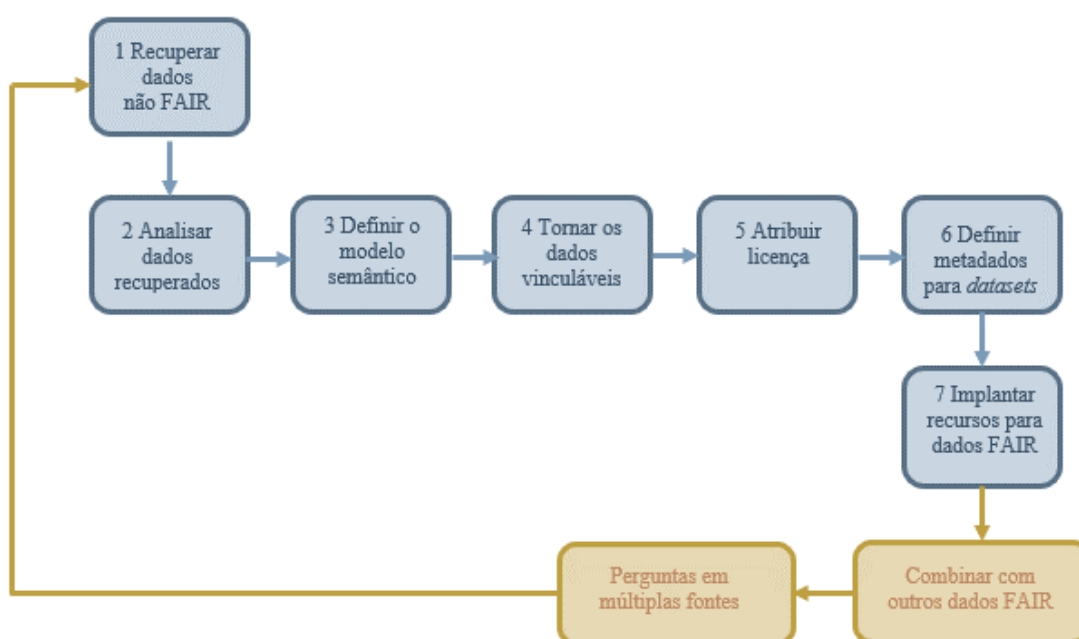 1 Recuperar
dados
não FAIR
2 Analisar
dados
recuperados
3 Definir o
modelo
semântico
4 Tornar os
dados
vinculáveis
5 Atribuir
licença
6 Definir
metadados
para datasets
7 Implantar
recursos para
dados FAIR
Combinar com
outros dados FAIR
Perguntas em
múltiplas fontes